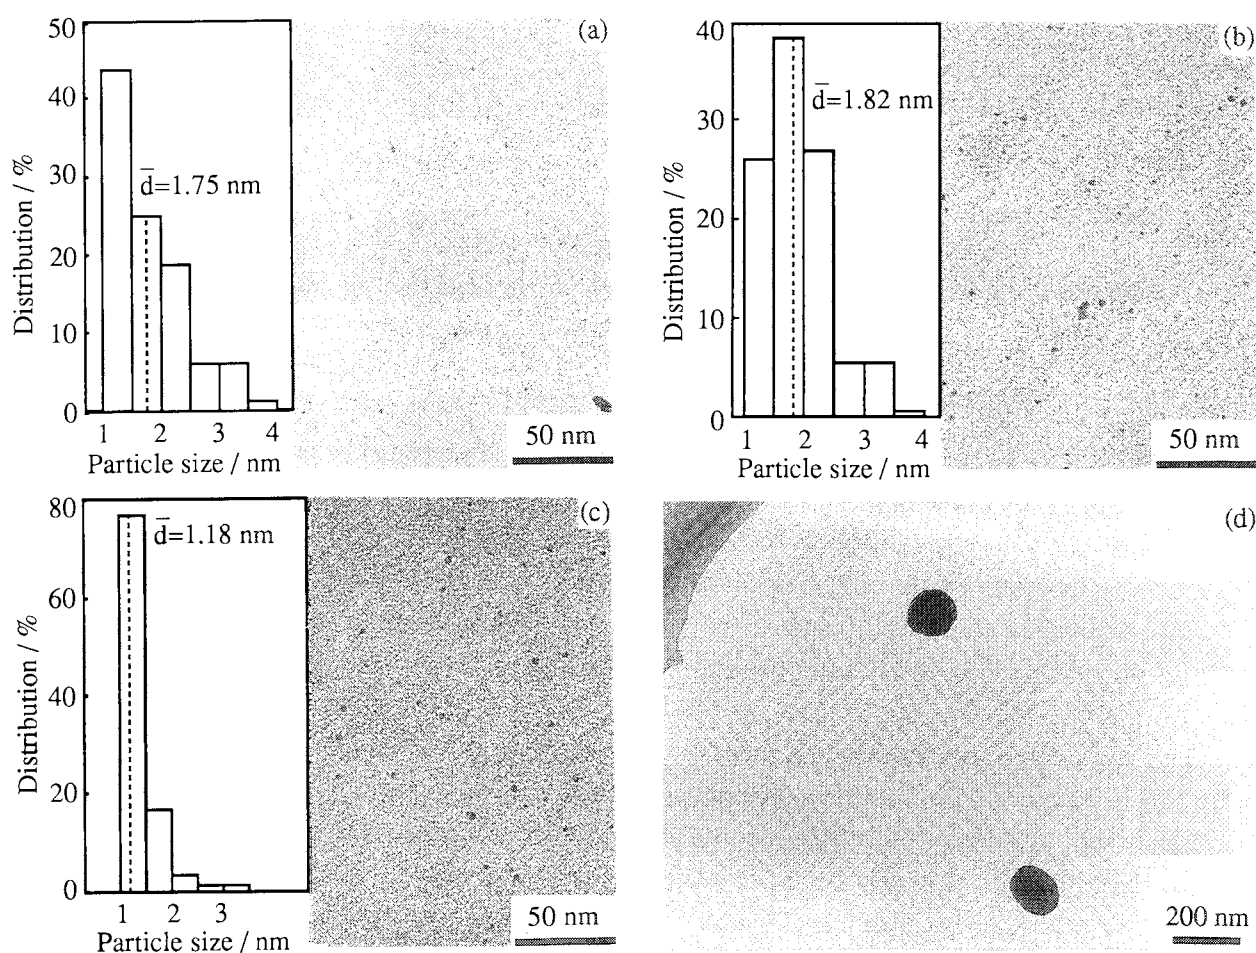 50
40
30
20
10
0
Distribution / %
d̄=1.75 nm
1 2 3 4
Particle size / nm
(a)
50 nm
40
30
20
10
0
Distribution / %
d̄=1.82 nm
1 2 3 4
Particle size / nm
(b)
50 nm
80
60
40
20
0
Distribution / %
d̄=1.18 nm
1 2 3
Particle size / nm
(c)
50 nm
(d)
200 nm